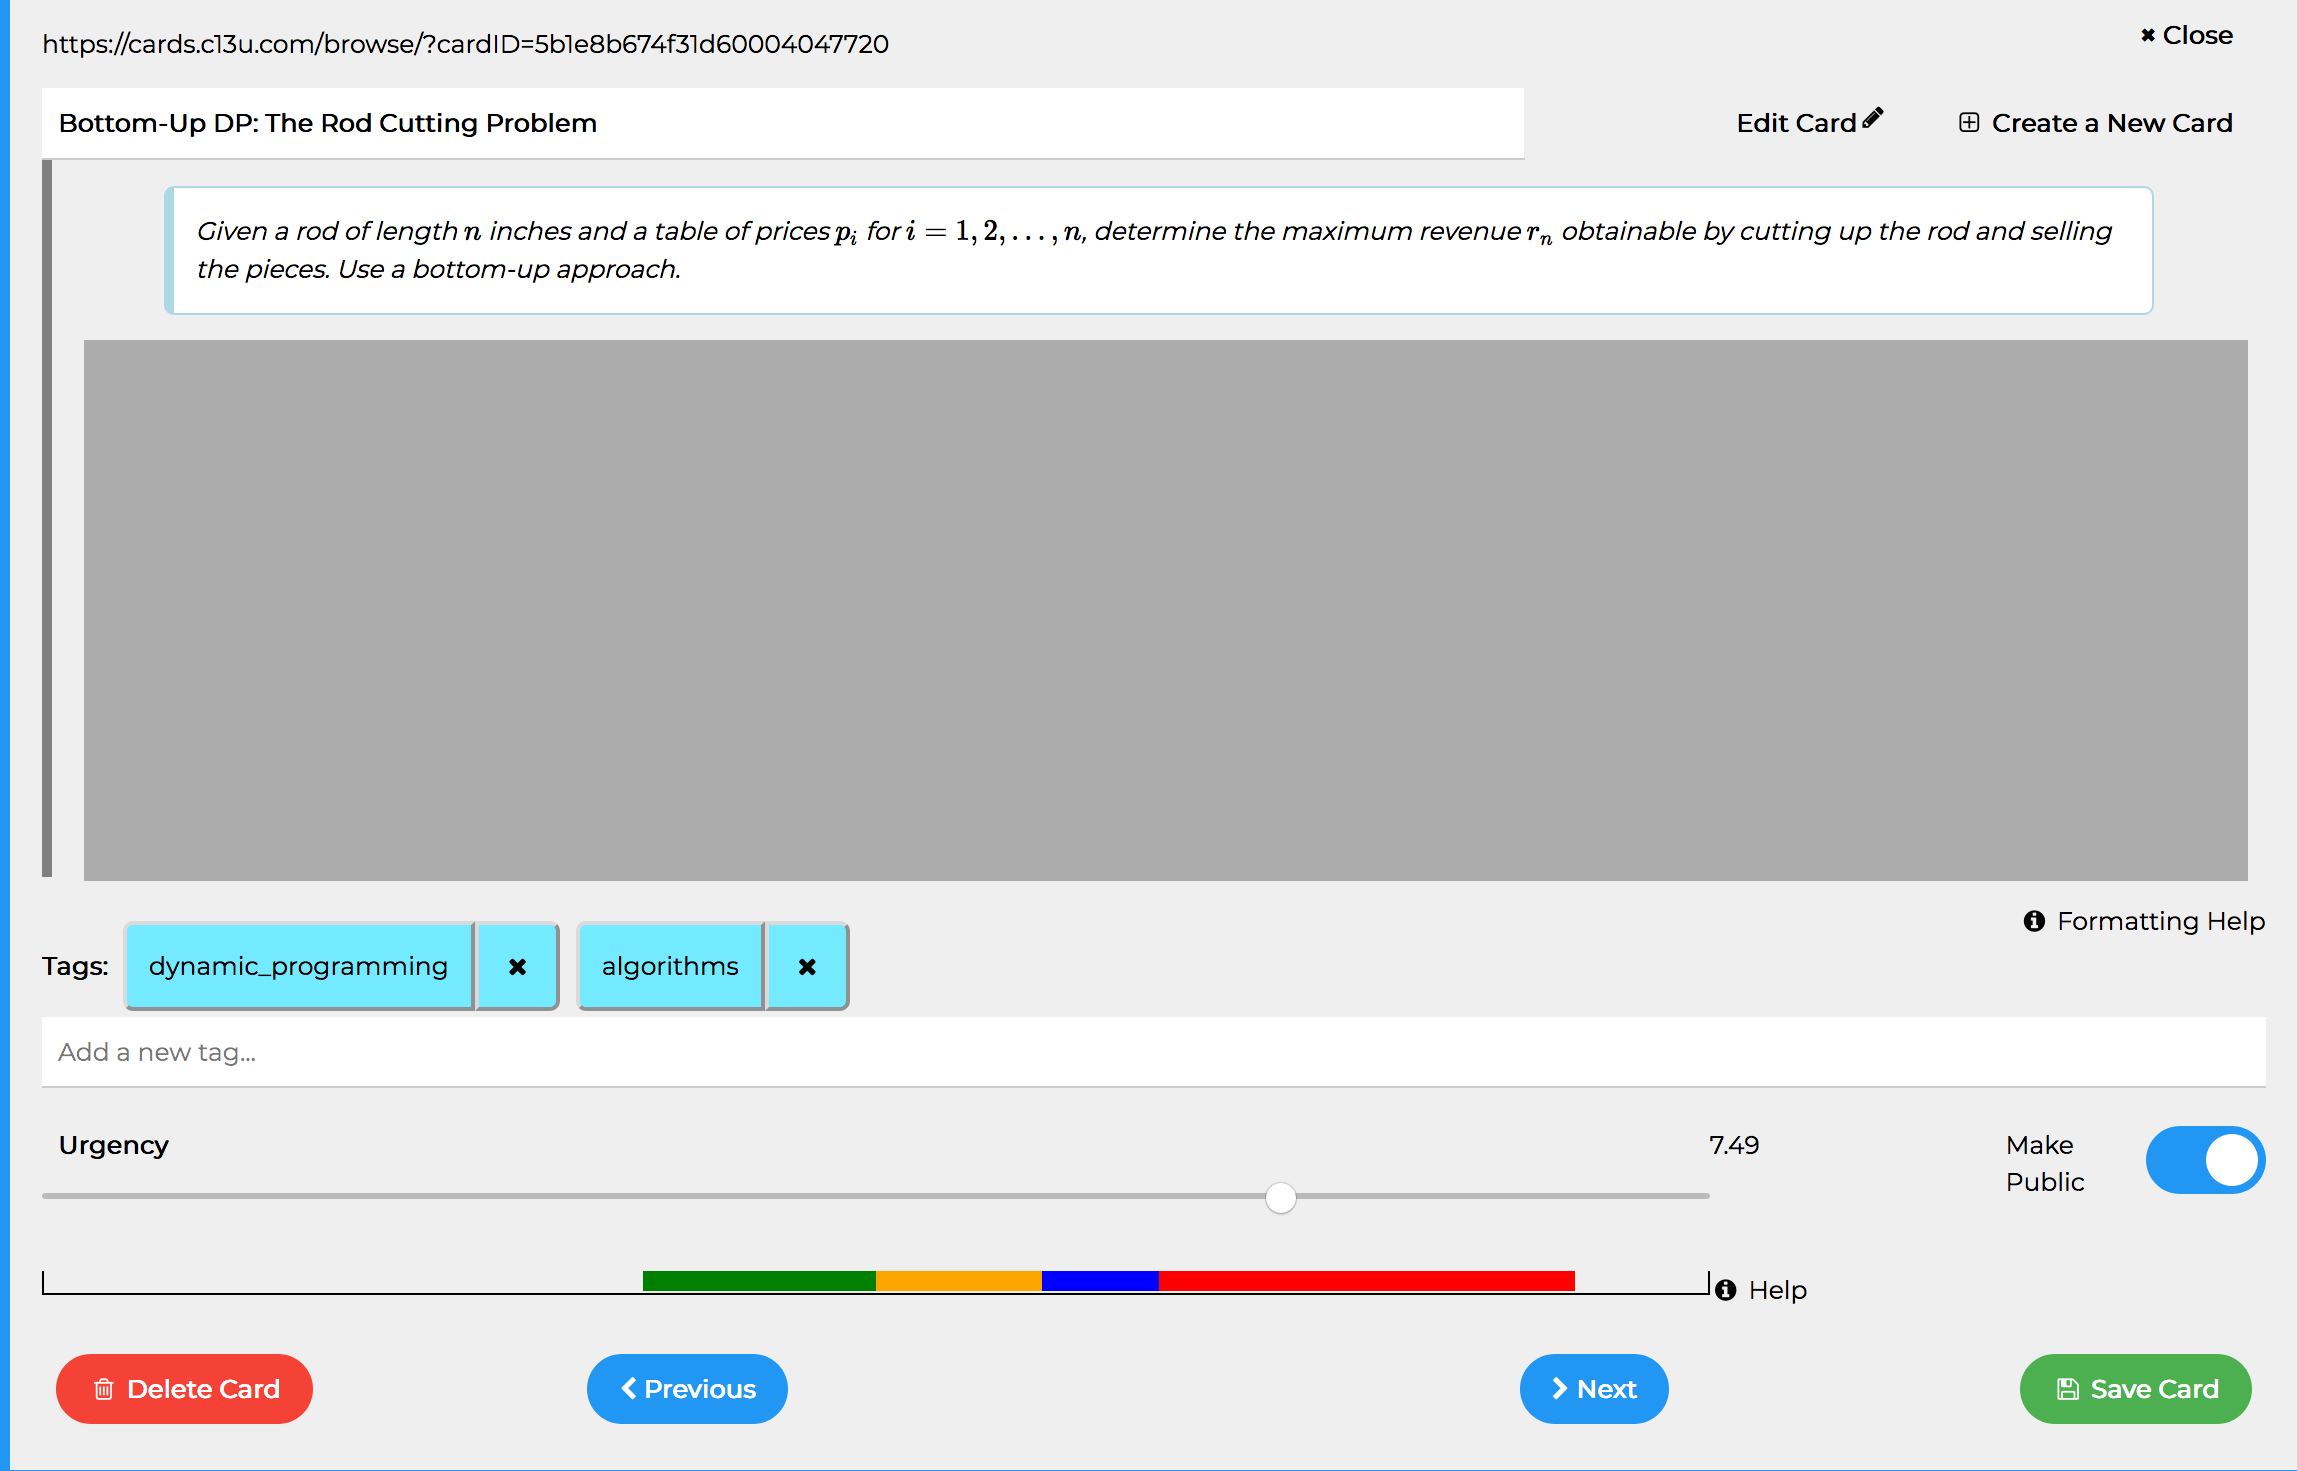 https://cards.c13u.com/browse/?cardID=5b1e8b674f31d60004047720
✖ Close
Bottom-Up DP: The Rod Cutting Problem
Edit Card
Create a New Card
Given a rod of length n inches and a table of prices pᵢ for i = 1, 2, . . . , n, determine the maximum revenue rₙ obtainable by cutting up the rod and selling
the pieces. Use a bottom-up approach.
Formatting Help
Tags: dynamic_programming ✖ algorithms ✖
Add a new tag...
Urgency
7.49
Make
Public
Help
Delete Card
Previous
Next
Save Card